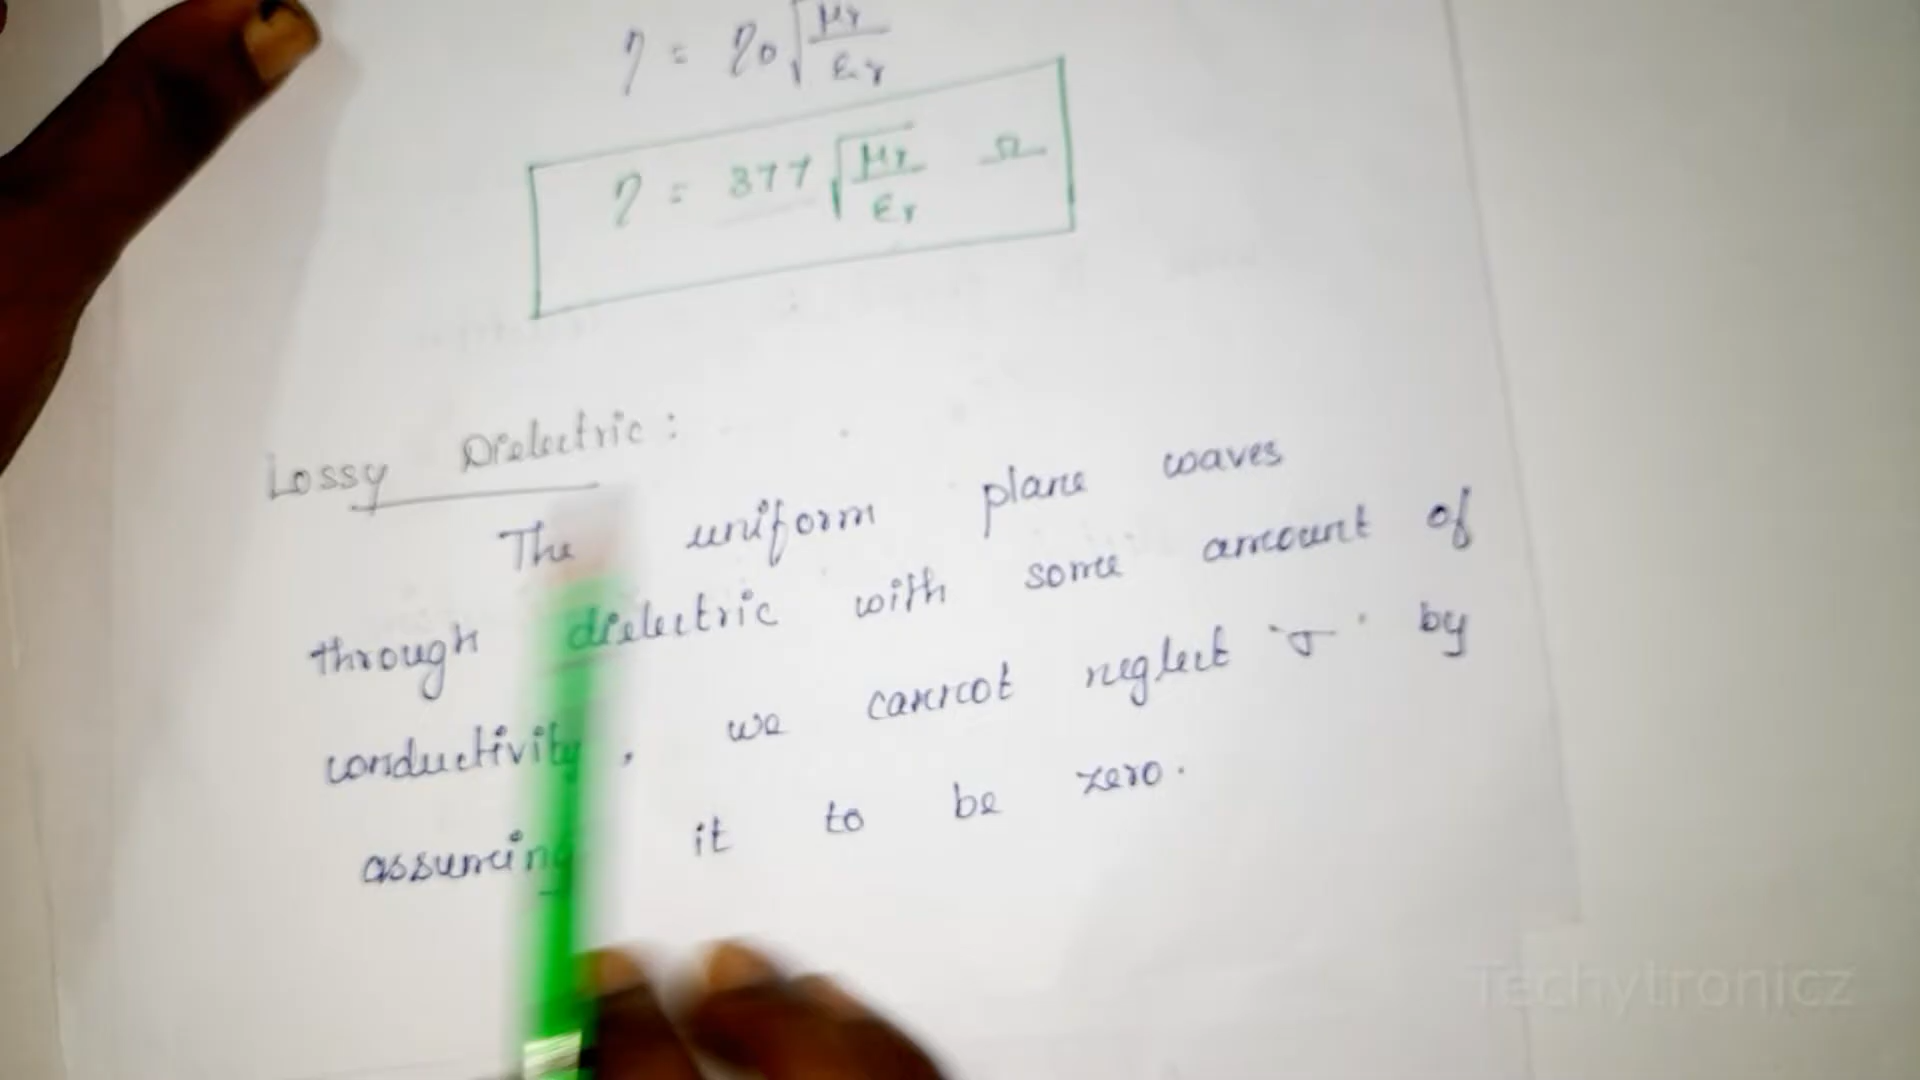 η = η0 √(μr/εr)
η = 377 √(μr/εr) Ω
Lossy Dielectric :
The uniform plane waves
through dielectric with some amount of
conductivity, we cannot neglect 'σ' by
assuming it to be zero.
Techytronicz